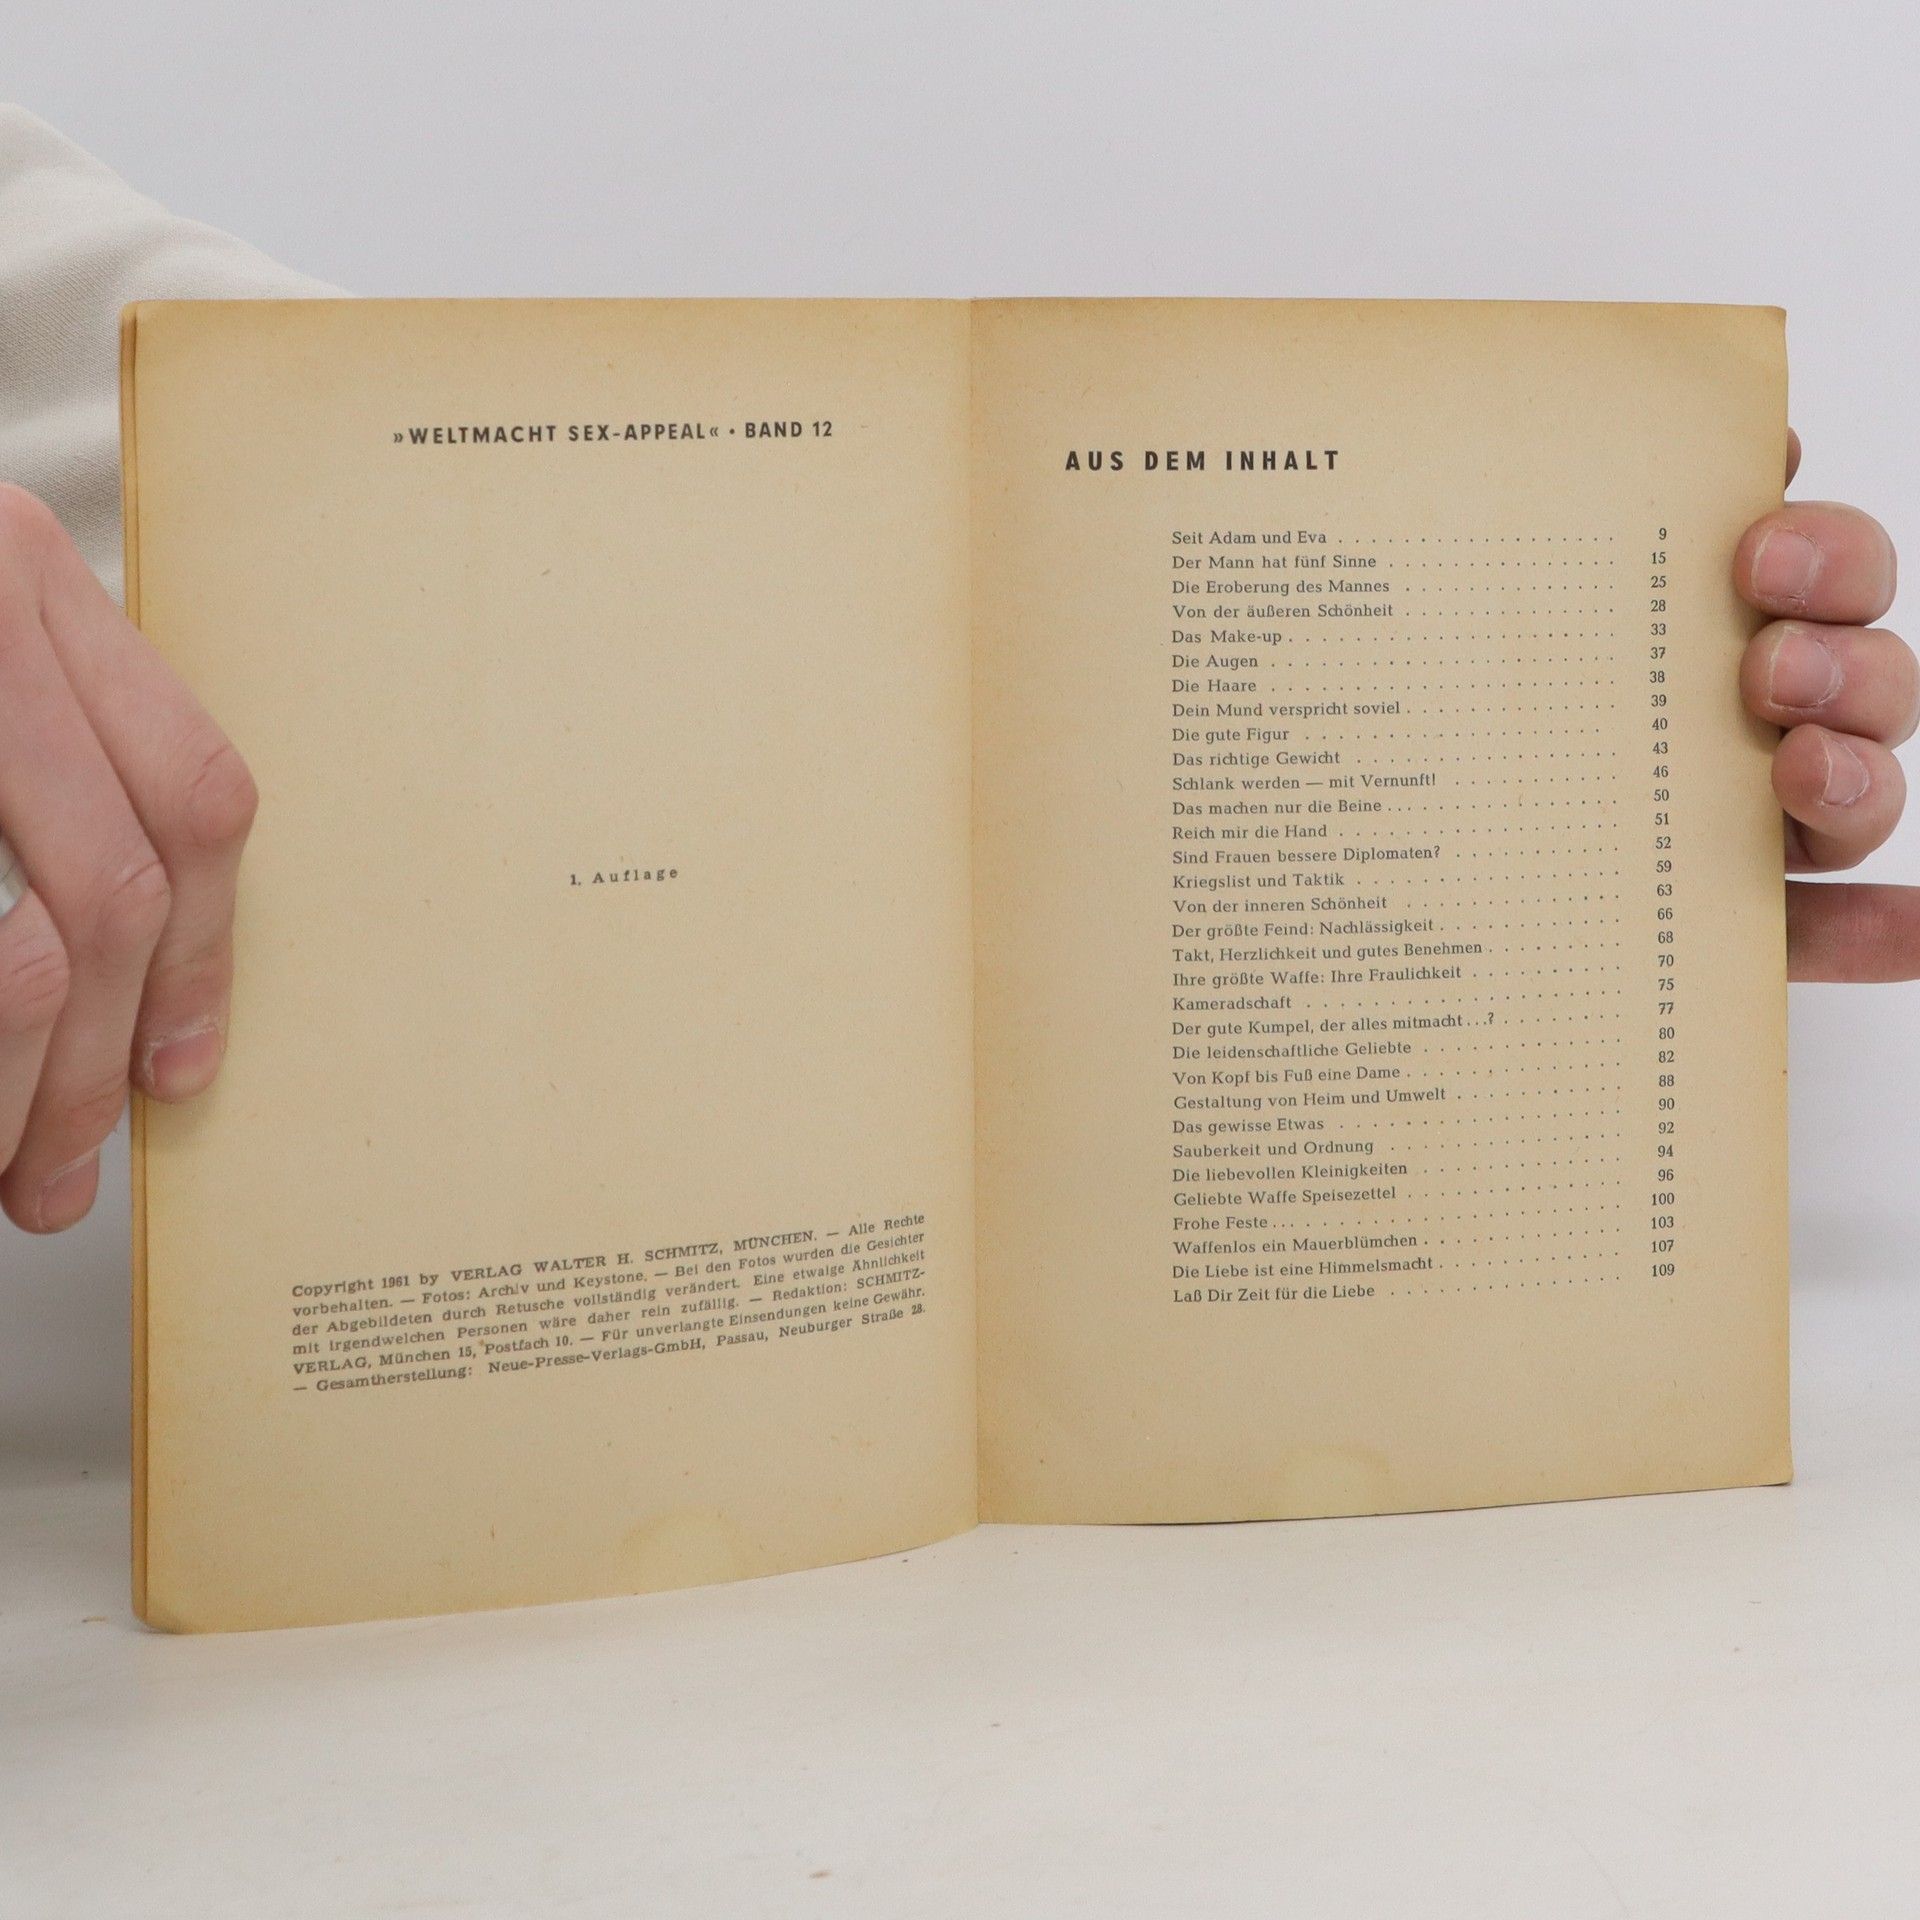 »WELTMACHT SEX-APPEAL« • BAND 12
1. Auflage
Copyright 1961 by VERLAG WALTER H. SCHMITZ, MÜNCHEN. — Alle Rechte
vorbehalten. — Fotos: Archiv und Keystone. — Bei den Fotos wurden die Gesichter
der Abgebildeten durch Retusche vollständig verändert. Eine etwaige Ähnlichkeit
mit irgendwelchen Personen wäre daher rein zufällig. — Redaktion: SCHMITZ-
VERLAG, München 15, Postfach 10. — Für unverlangte Einsendungen keine Gewähr.
— Gesamtherstellung: Neue-Presse-Verlags-GmbH, Passau, Neuburger Straße 28.
AUS DEM INHALT
Seit Adam und Eva . . . . . . . . . . . . . . . . . 9
Der Mann hat fünf Sinne . . . . . . . . . . . . . . 15
Die Eroberung des Mannes . . . . . . . . . . . . . 25
Von der äußeren Schönheit . . . . . . . . . . . . . 28
Das Make-up . . . . . . . . . . . . . . . . . . . . 33
Die Augen . . . . . . . . . . . . . . . . . . . . . 37
Die Haare . . . . . . . . . . . . . . . . . . . . . 38
Dein Mund verspricht soviel . . . . . . . . . . . . . 39
Die gute Figur . . . . . . . . . . . . . . . . . . 40
Das richtige Gewicht . . . . . . . . . . . . . . . . 43
Schlank werden — mit Vernunft! . . . . . . . . . . 46
Das machen nur die Beine ... . . . . . . . . . . . . 50
Reich mir die Hand . . . . . . . . . . . . . . . . . 51
Sind Frauen bessere Diplomaten? . . . . . . . . . . 52
Kriegslist und Taktik . . . . . . . . . . . . . . . . 59
Von der inneren Schönheit . . . . . . . . . . . . . 63
Der größte Feind: Nachlässigkeit . . . . . . . . . . . 66
Takt, Herzlichkeit und gutes Benehmen . . . . . . . . 68
Ihre größte Waffe: Ihre Fraulichkeit . . . . . . . . . 70
Kameradschaft . . . . . . . . . . . . . . . . . . . 75
Der gute Kumpel, der alles mitmacht ...? . . . . . . . 77
Die leidenschaftliche Geliebte . . . . . . . . . . . . 80
Von Kopf bis Fuß eine Dame . . . . . . . . . . . . . 82
Gestaltung von Heim und Umwelt . . . . . . . . . . 88
Das gewisse Etwas . . . . . . . . . . . . . . . . . 90
Sauberkeit und Ordnung . . . . . . . . . . . . . . 92
Die liebevollen Kleinigkeiten . . . . . . . . . . . . 94
Geliebte Waffe Speisezettel . . . . . . . . . . . . . 96
Frohe Feste ... . . . . . . . . . . . . . . . . . . . 100
Waffenlos ein Mauerblümchen . . . . . . . . . . . . 103
Die Liebe ist eine Himmelsmacht . . . . . . . . . . . 107
Laß Dir Zeit für die Liebe . . . . . . . . . . . . . . 109